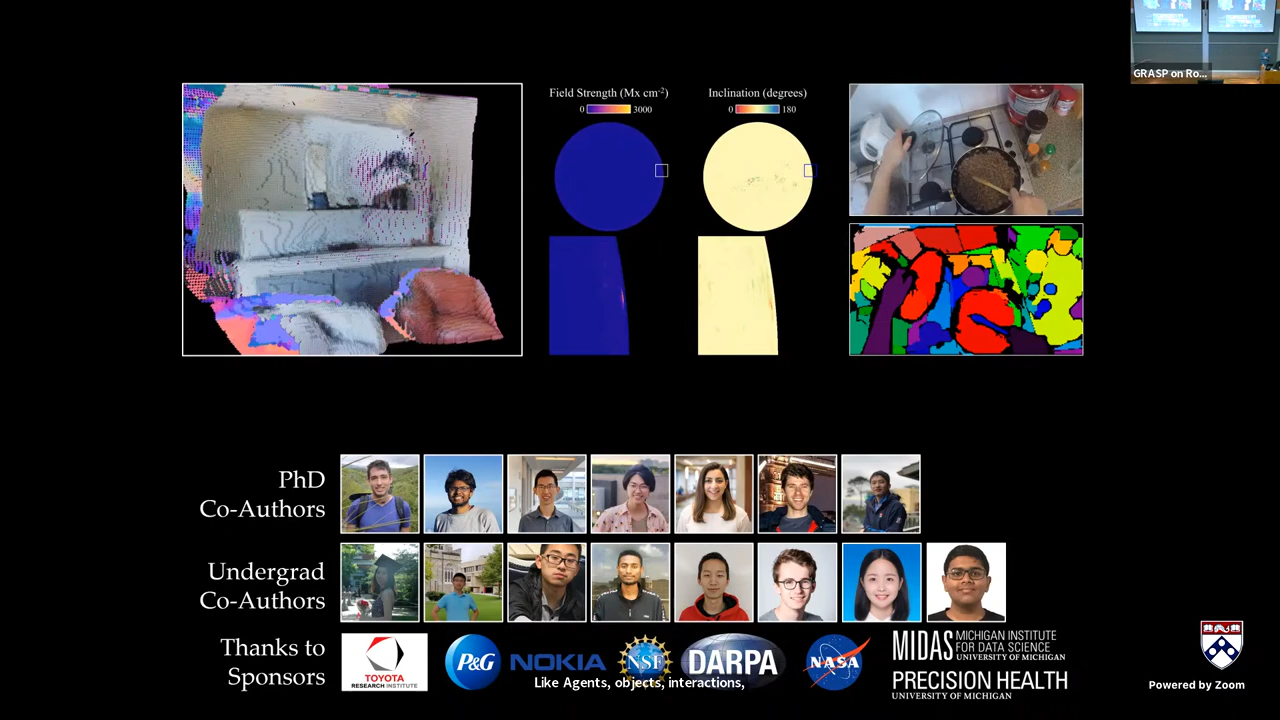 GRASP on Ro...
Field Strength (Mx cm-2)
0 3000
Inclination (degrees)
0 180
PhD
Co-Authors
Undergrad
Co-Authors
Thanks to
Sponsors
TOYOTA
RESEARCH INSTITUTE
P&G
NOKIA
NSF
DARPA
NASA
MIDAS
MICHIGAN INSTITUTE
FOR DATA SCIENCE
UNIVERSITY OF MICHIGAN
PRECISION HEALTH
UNIVERSITY OF MICHIGAN
Like Agents, objects, interactions,
Powered by Zoom